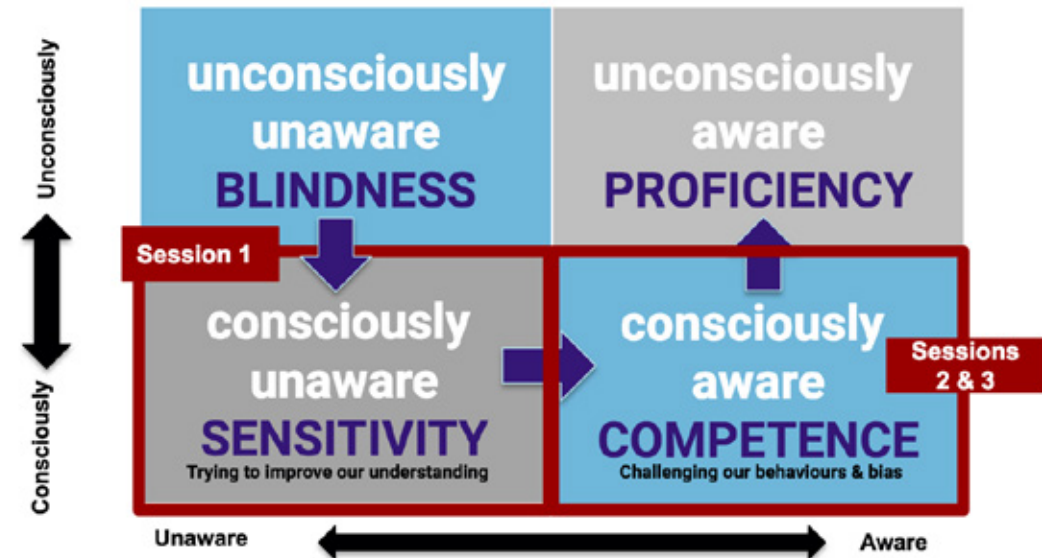 Unconsciously
Consciously
unconsciously
unaware
BLINDNESS
unconsciously
aware
PROFICIENCY
Session 1
consciously
unaware
SENSITIVITY
Trying to improve our understanding
consciously
aware
COMPETENCE
Challenging our behaviours & bias
Sessions
2 & 3
Unaware
Aware